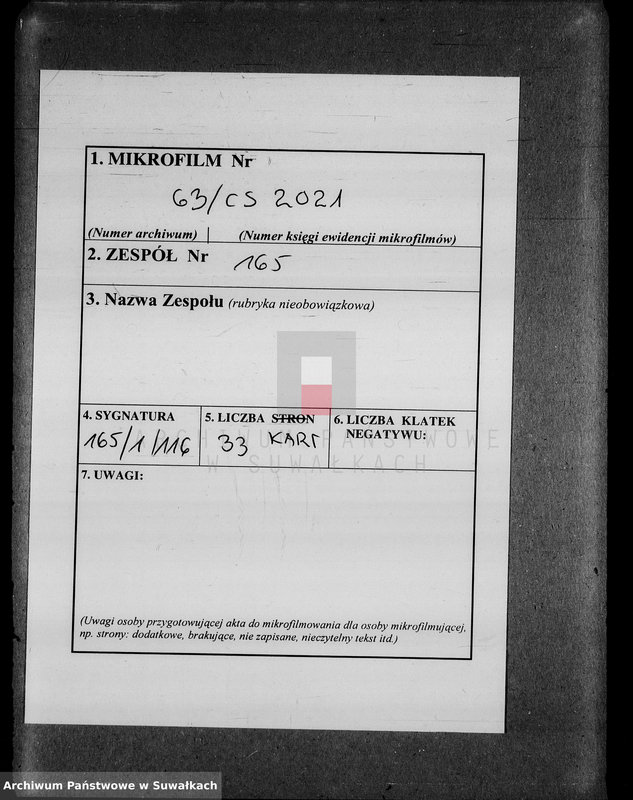 1. MIKROFILM Nr
63/CS 2021
(Numer archiwum) | (Numer księgi ewidencji mikrofilmów)
2. ZESPÓŁ Nr 165
3. Nazwa Zespołu (rubryka nieobowiązkowa)
4. SYGNATURA
165/1/116
5. LICZBA STRON
33 KART
6. LICZBA KLATEK
NEGATYWU:
ARCHIWUM PAŃSTWOWE
W SUWAŁKACH
7. UWAGI:
(Uwagi osoby przygotowującej akta do mikrofilmowania dla osoby mikrofilmującej,
np. strony: dodatkowe, brakujące, nie zapisane, nieczytelny tekst itd.)
Archiwum Państwowe w Suwałkach